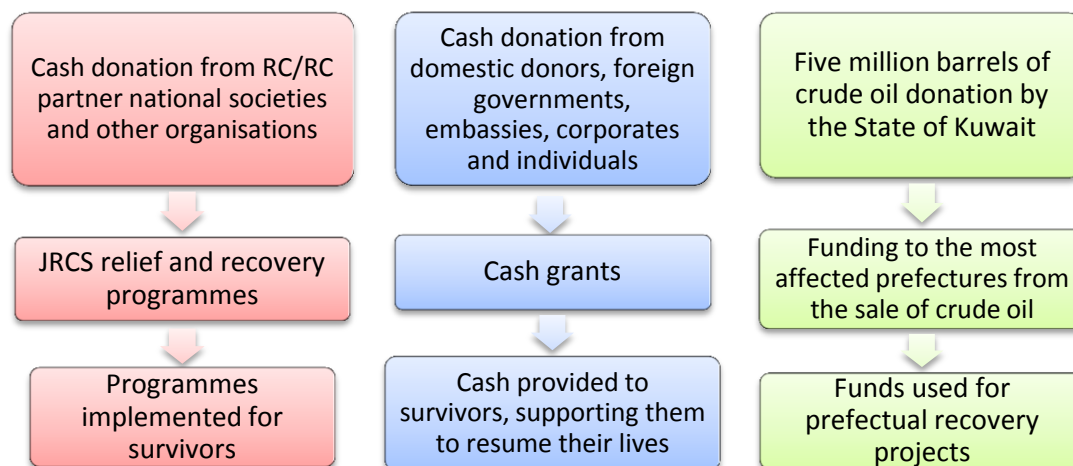 Cash donation from RC/RC
partner national societies
and other organisations
JRCS relief and recovery
programmes
Programmes
implemented for
survivors
Cash donation from
domestic donors, foreign
governments,
embassies, corporates
and individuals
Cash grants
Cash provided to
survivors, supporting them
to resume their lives
Five million barrels of
crude oil donation by
the State of Kuwait
Funding to the most
affected prefectures from
the sale of crude oil
Funds used for
prefectual recovery
projects